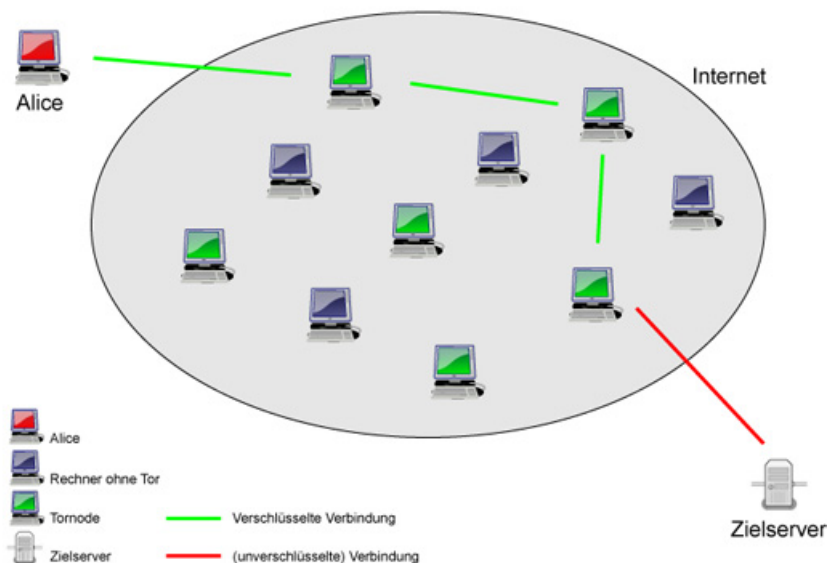 Alice
Internet
Zielserver
Alice
Rechner ohne Tor
Tornode
Verschlüsselte Verbindung
Zielserver
(unverschlüsselte) Verbindung